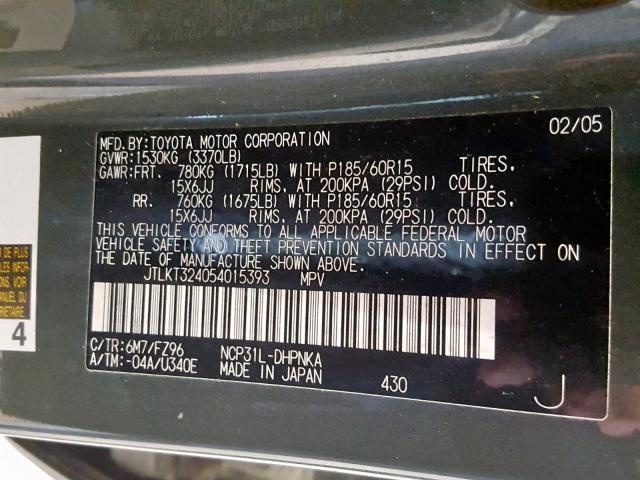 MFD.BY:TOYOTA MOTOR CORPORATION 02/05
GVWR:1530KG (3370LB)
GAWR:FRT. 780KG (1715LB) WITH P185/60R15 TIRES,
15X6JJ RIMS, AT 200KPA (29PSI) COLD.
RR. 760KG (1675LB) WITH P185/60R15 TIRES,
15X6JJ RIMS, AT 200KPA (29PSI) COLD.
THIS VEHICLE CONFORMS TO ALL APPLICABLE FEDERAL MOTOR
VEHICLE SAFETY AND THEFT PREVENTION STANDARDS IN EFFECT ON
THE DATE OF MANUFACTURE SHOWN ABOVE.
JTLKT324054015393 MPV
C/TR:6M7/FZ96 NCP31L-DHPNKA
A/TM:-04A/U340E MADE IN JAPAN 430 J
DE
VOIR
DU
4